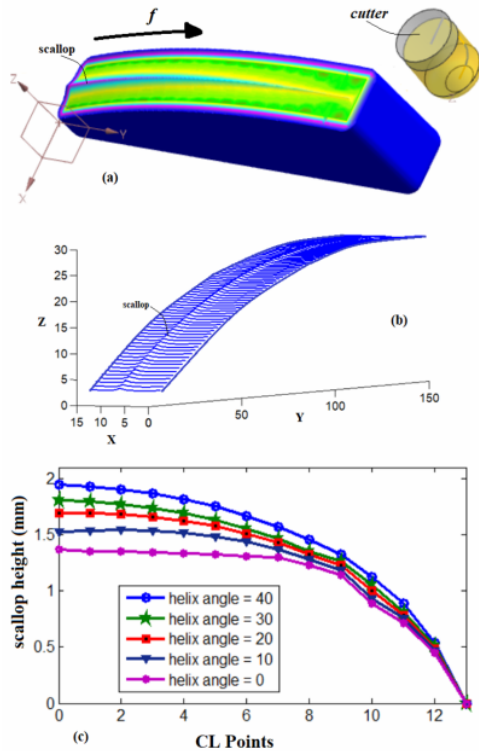 f
cutter
scallop
Z
Y
X
(a)
30
25
20
15
10
5
0
Z
scallop
(b)
15 10 5 0
X
50 100 150
Y
scallop height (mm)
2
1.5
1
0.5
0
helix angle = 40
helix angle = 30
helix angle = 20
helix angle = 10
helix angle = 0
0 2 4 6 8 10 12
(c)
CL Points